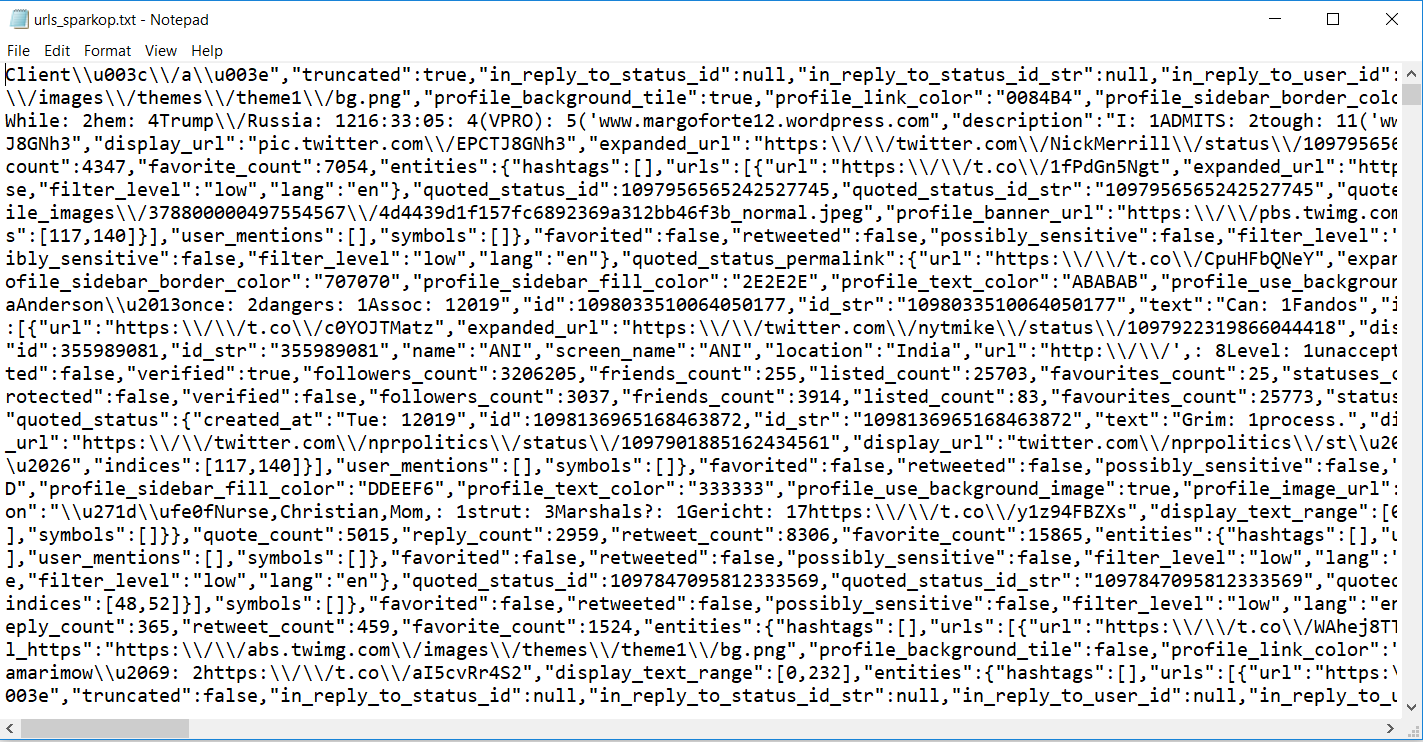 urls_sparkop.txt - Notepad
File Edit Format View Help
Client\\u003c\\/a\\u003e","truncated":true,"in_reply_to_status_id":null,"in_reply_to_status_id_str":null,"in_reply_to_user_id":
\\/images\\/themes\\/theme1\\/bg.png","profile_background_tile":true,"profile_link_color":"0084B4","profile_sidebar_border_colo
While: 2hem: 4Trump\\/Russia: 1216:33:05: 4(VPRO): 5('www.margoforte12.wordpress.com","description":"I: 1ADMITS: 2tough: 11('ww
J8GNh3","display_url":"pic.twitter.com\\/EPCTJ8GNh3","expanded_url":"https:\\/\\/twitter.com\\/NickMerrill\\/status\\/109795656
count":4347,"favorite_count":7054,"entities":{"hashtags":[],"urls":[{"url":"https:\\/\\/t.co\\/1fPdGn5Ngt","expanded_url":"http
se,"filter_level":"low","lang":"en"},"quoted_status_id":1097956565242527745,"quoted_status_id_str":"1097956565242527745","quote
ile_images\\/378800000497554567\\/4d4439d1f157fc6892369a312bb46f3b_normal.jpeg","profile_banner_url":"https:\\/\\/pbs.twimg.com
s":[117,140]}],"user_mentions":[],"symbols":[]},"favorited":false,"retweeted":false,"possibly_sensitive":false,"filter_level":"
ibly_sensitive":false,"filter_level":"low","lang":"en"},"quoted_status_permalink":{"url":"https:\\/\\/t.co\\/CpuHFbQNeY","expan
ofile_sidebar_border_color":"707070","profile_sidebar_fill_color":"2E2E2E","profile_text_color":"ABABAB","profile_use_backgroun
aAnderson\\u2013once: 2dangers: 1Assoc: 12019","id":1098033510064050177,"id_str":"1098033510064050177","text":"Can: 1Fandos","i
:[{"url":"https:\\/\\/t.co\\/c0YOJTMatz","expanded_url":"https:\\/\\/twitter.com\\/nytmike\\/status\\/1097922319866044418","dis
"id":355989081,"id_str":"355989081","name":"ANI","screen_name":"ANI","location":"India","url":"http:\\/\\/',: 8Level: 1unaccept
ted":false,"verified":true,"followers_count":3206205,"friends_count":255,"listed_count":25703,"favourites_count":25,"statuses_c
rotected":false,"verified":false,"followers_count":3037,"friends_count":3914,"listed_count":83,"favourites_count":25773,"status
"quoted_status":{"created_at":"Tue: 12019","id":1098136965168463872,"id_str":"1098136965168463872","text":"Grim: 1process.","di
_url":"https:\\/\\/twitter.com\\/nprpolitics\\/status\\/1097901885162434561","display_url":"twitter.com\\/nprpolitics\\/st\\u20
\\u2026","indices":[117,140]}],"user_mentions":[],"symbols":[]},"favorited":false,"retweeted":false,"possibly_sensitive":false,"
D","profile_sidebar_fill_color":"DDEEF6","profile_text_color":"333333","profile_use_background_image":true,"profile_image_url":
on":"\\u271d\\ufe0fNurse,Christian,Mom,: 1strut: 3Marshals?: 1Gericht: 17https:\\/\\/t.co\\/y1z94FBZXs","display_text_range":[0
],"symbols":[]}},"quote_count":5015,"reply_count":2959,"retweet_count":8306,"favorite_count":15865,"entities":{"hashtags":[],"u
],"user_mentions":[],"symbols":[]},"favorited":false,"retweeted":false,"possibly_sensitive":false,"filter_level":"low","lang":"
e,"filter_level":"low","lang":"en"},"quoted_status_id":1097847095812333569,"quoted_status_id_str":"1097847095812333569","quoted
indices":[48,52]}],"symbols":[]},"favorited":false,"retweeted":false,"possibly_sensitive":false,"filter_level":"low","lang":"en
eply_count":365,"retweet_count":459,"favorite_count":1524,"entities":{"hashtags":[],"urls":[{"url":"https:\\/\\/t.co\\/WAhej8TT
l_https":"https:\\/\\/abs.twimg.com\\/images\\/themes\\/theme1\\/bg.png","profile_background_tile":false,"profile_link_color":"
amarimow\\u2069: 2https:\\/\\/t.co\\/aI5cvRr4S2","display_text_range":[0,232],"entities":{"hashtags":[],"urls":[{"url":"https:\
003e","truncated":false,"in_reply_to_status_id":null,"in_reply_to_status_id_str":null,"in_reply_to_user_id":null,"in_reply_to_u